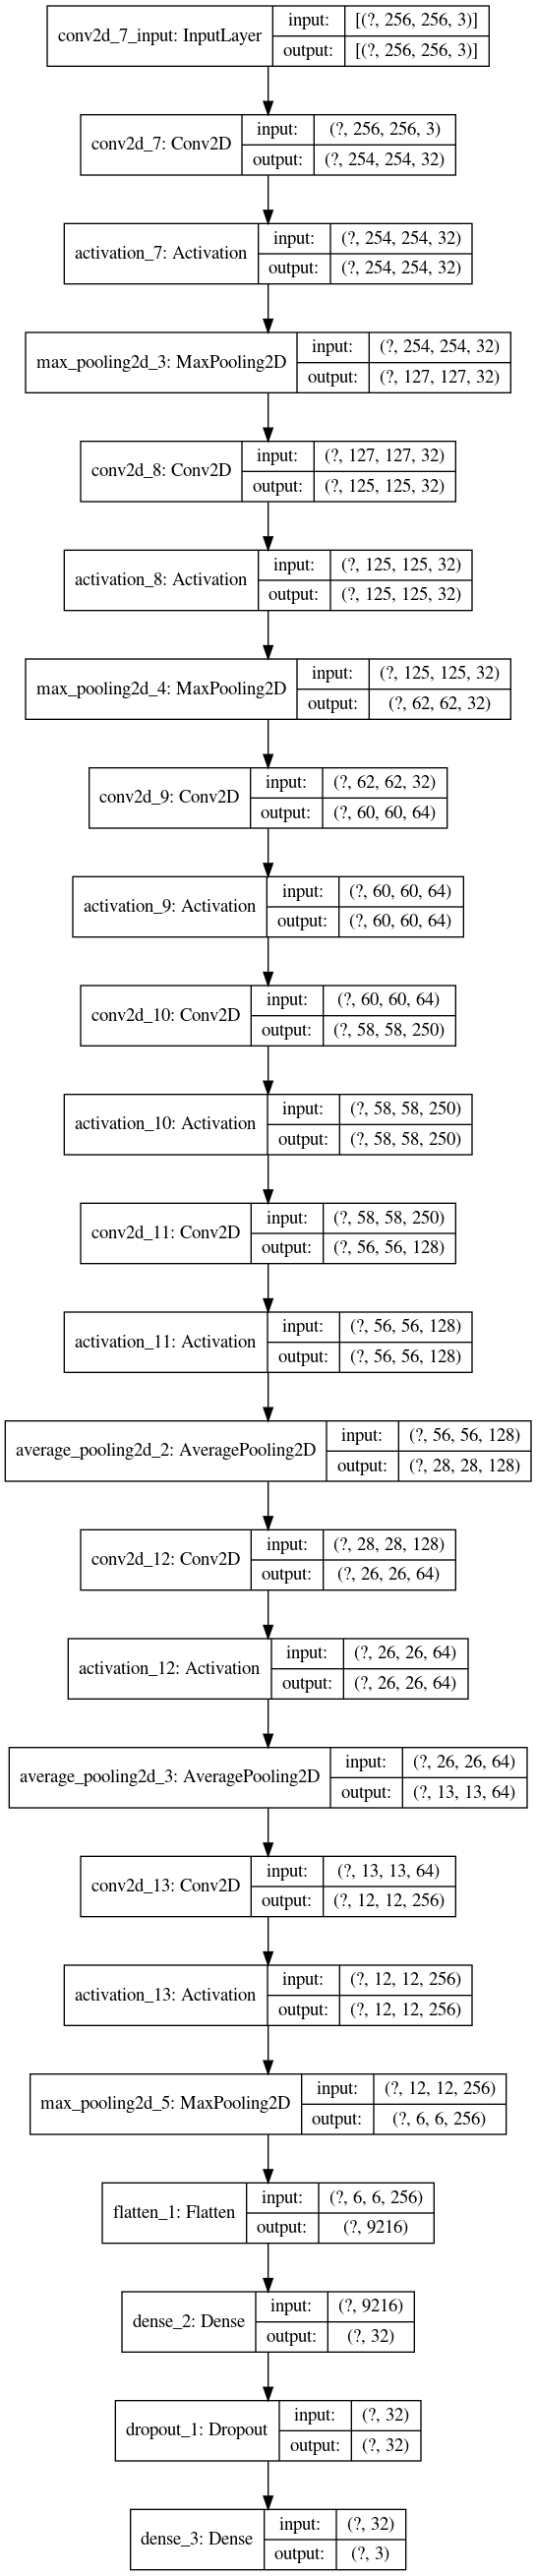 conv2d_7_input: InputLayer
input: [(?, 256, 256, 3)]
output: [(?, 256, 256, 3)]
conv2d_7: Conv2D
input: (?, 256, 256, 3)
output: (?, 254, 254, 32)
activation_7: Activation
input: (?, 254, 254, 32)
output: (?, 254, 254, 32)
max_pooling2d_3: MaxPooling2D
input: (?, 254, 254, 32)
output: (?, 127, 127, 32)
conv2d_8: Conv2D
input: (?, 127, 127, 32)
output: (?, 125, 125, 32)
activation_8: Activation
input: (?, 125, 125, 32)
output: (?, 125, 125, 32)
max_pooling2d_4: MaxPooling2D
input: (?, 125, 125, 32)
output: (?, 62, 62, 32)
conv2d_9: Conv2D
input: (?, 62, 62, 32)
output: (?, 60, 60, 64)
activation_9: Activation
input: (?, 60, 60, 64)
output: (?, 60, 60, 64)
conv2d_10: Conv2D
input: (?, 60, 60, 64)
output: (?, 58, 58, 250)
activation_10: Activation
input: (?, 58, 58, 250)
output: (?, 58, 58, 250)
conv2d_11: Conv2D
input: (?, 58, 58, 250)
output: (?, 56, 56, 128)
activation_11: Activation
input: (?, 56, 56, 128)
output: (?, 56, 56, 128)
average_pooling2d_2: AveragePooling2D
input: (?, 56, 56, 128)
output: (?, 28, 28, 128)
conv2d_12: Conv2D
input: (?, 28, 28, 128)
output: (?, 26, 26, 64)
activation_12: Activation
input: (?, 26, 26, 64)
output: (?, 26, 26, 64)
average_pooling2d_3: AveragePooling2D
input: (?, 26, 26, 64)
output: (?, 13, 13, 64)
conv2d_13: Conv2D
input: (?, 13, 13, 64)
output: (?, 12, 12, 256)
activation_13: Activation
input: (?, 12, 12, 256)
output: (?, 12, 12, 256)
max_pooling2d_5: MaxPooling2D
input: (?, 12, 12, 256)
output: (?, 6, 6, 256)
flatten_1: Flatten
input: (?, 6, 6, 256)
output: (?, 9216)
dense_2: Dense
input: (?, 9216)
output: (?, 32)
dropout_1: Dropout
input: (?, 32)
output: (?, 32)
dense_3: Dense
input: (?, 32)
output: (?, 3)